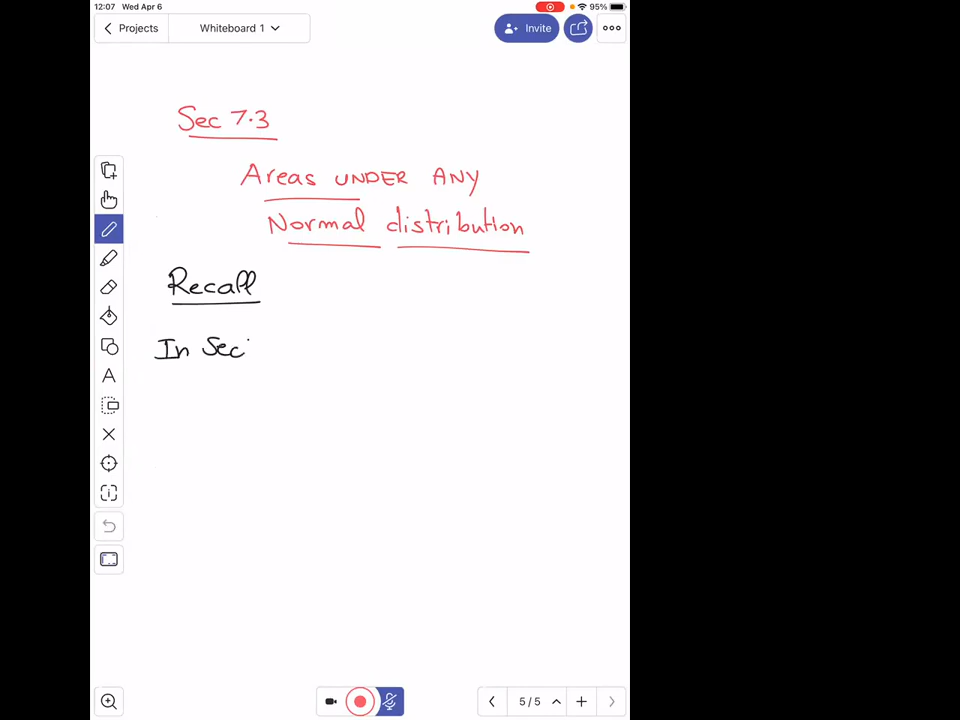 12:07 Wed Apr 6 95%
Projects Whiteboard 1 Invite
Sec 7.3
Areas UNDER ANY
Normal distribution
Recall
In Sec
A
5/5